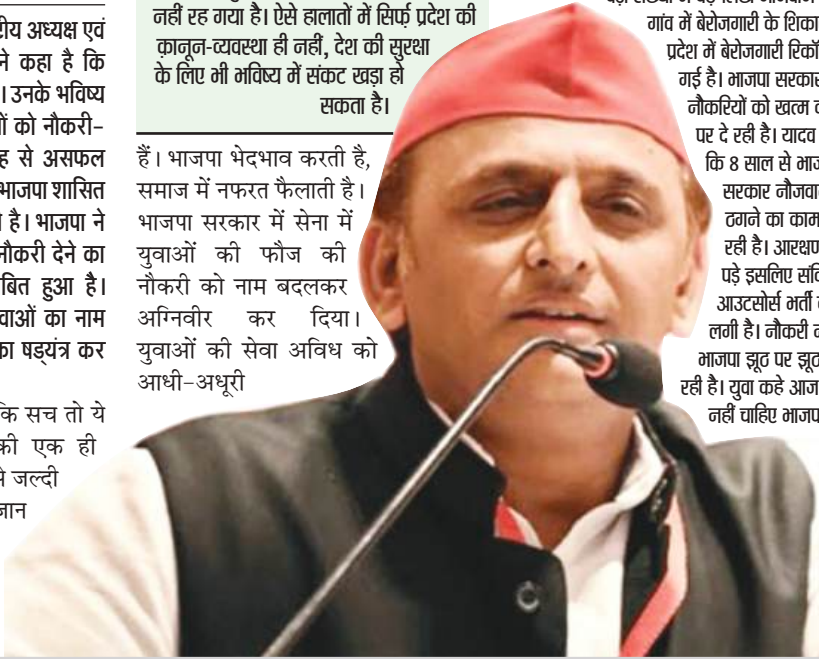 रीय अध्यक्ष एवं
ने कहा है कि
। उनके भविष्य
ों को नौकरी-
ह से असफल
भाजपा शासित
है। भाजपा ने
नौकरी देने का
बित हुआ है।
वाओं का नाम
का षड्यंत्र कर
कि सच तो ये
की एक ही
से जल्दी
जान
नहीं रह गया है। ऐसे हालातों में सिर्फ़ प्रदेश की
क़ानून-व्यवस्था ही नहीं, देश की सुरक्षा
के लिए भी भविष्य में संकट खड़ा हो
सकता है।
हैं। भाजपा भेदभाव करती है,
समाज में नफरत फैलाती है।
भाजपा सरकार में सेना में
युवाओं की फौज की
नौकरी को नाम बदलकर
अग्निवीर कर दिया।
युवाओं की सेवा अविध को
आधी-अधूरी
गांव में बेरोजगारी के शिका
प्रदेश में बेरोजगारी रिकॉ
गई है। भाजपा सरकार
नौकरियों को खत्म क
पर दे रही है। यादव
कि 8 साल से भाज
सरकार नौजवा
ठगने का काम
रही है। आरक्षण
पड़े इसलिए संवि
आउटसोर्स भर्ती
लगी है। नौकरी
भाजपा झूठ पर झूठ
रही है। युवा कहे आज
नहीं चाहिए भाजप